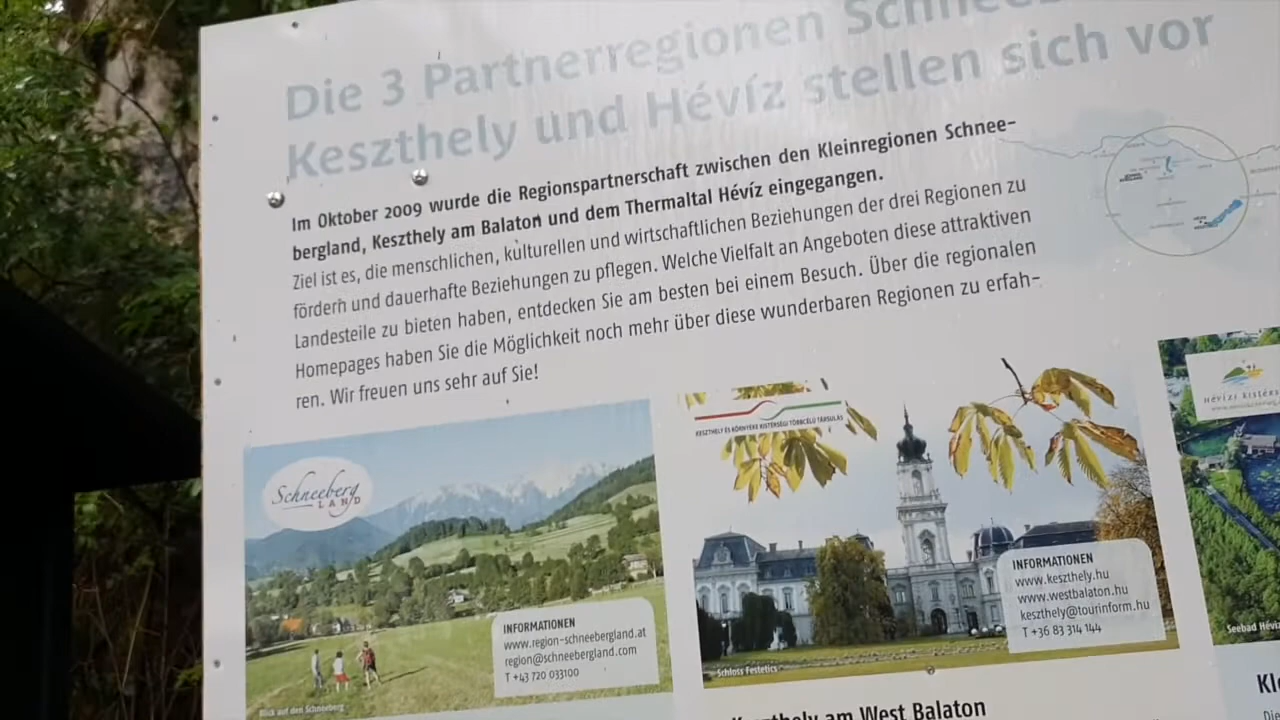 Die 3 Partnerregionen
Keszthely und Hévíz stellen sich vor
Im Oktober 2009 wurde die Regionspartnerschaft zwischen den Kleinregionen Schnee-
bergland, Keszthely am Balaton und dem Thermaltal Hévíz eingegangen.
Ziel ist es, die menschlichen, kulturellen und wirtschaftlichen Beziehungen der drei Regionen zu
fördern und dauerhafte Beziehungen zu pflegen. Welche Vielfalt an Angeboten diese attraktiven
Landesteile zu bieten haben, entdecken Sie am besten bei einem Besuch. Über die regionalen
Homepages haben Sie die Möglichkeit noch mehr über diese wunderbaren Regionen zu erfah-
ren. Wir freuen uns sehr auf Sie!
Schneeberg
LAND
INFORMATIONEN
www.region-schneebergland.at
region@schneebergland.com
T +43 720 033100
Blick auf den Schneeberg
KESZTHELY ÉS KÖRNYÉKE KISTÉRSÉGI TÖBBCÉLÚ TÁRSULÁS
INFORMATIONEN
www.keszthely.hu
www.westbalaton.hu
keszthely@tourinform.hu
T +36 83 314 144
Schloss Festetics
Keszthely am West Balaton
HÉVÍZI
Seebad